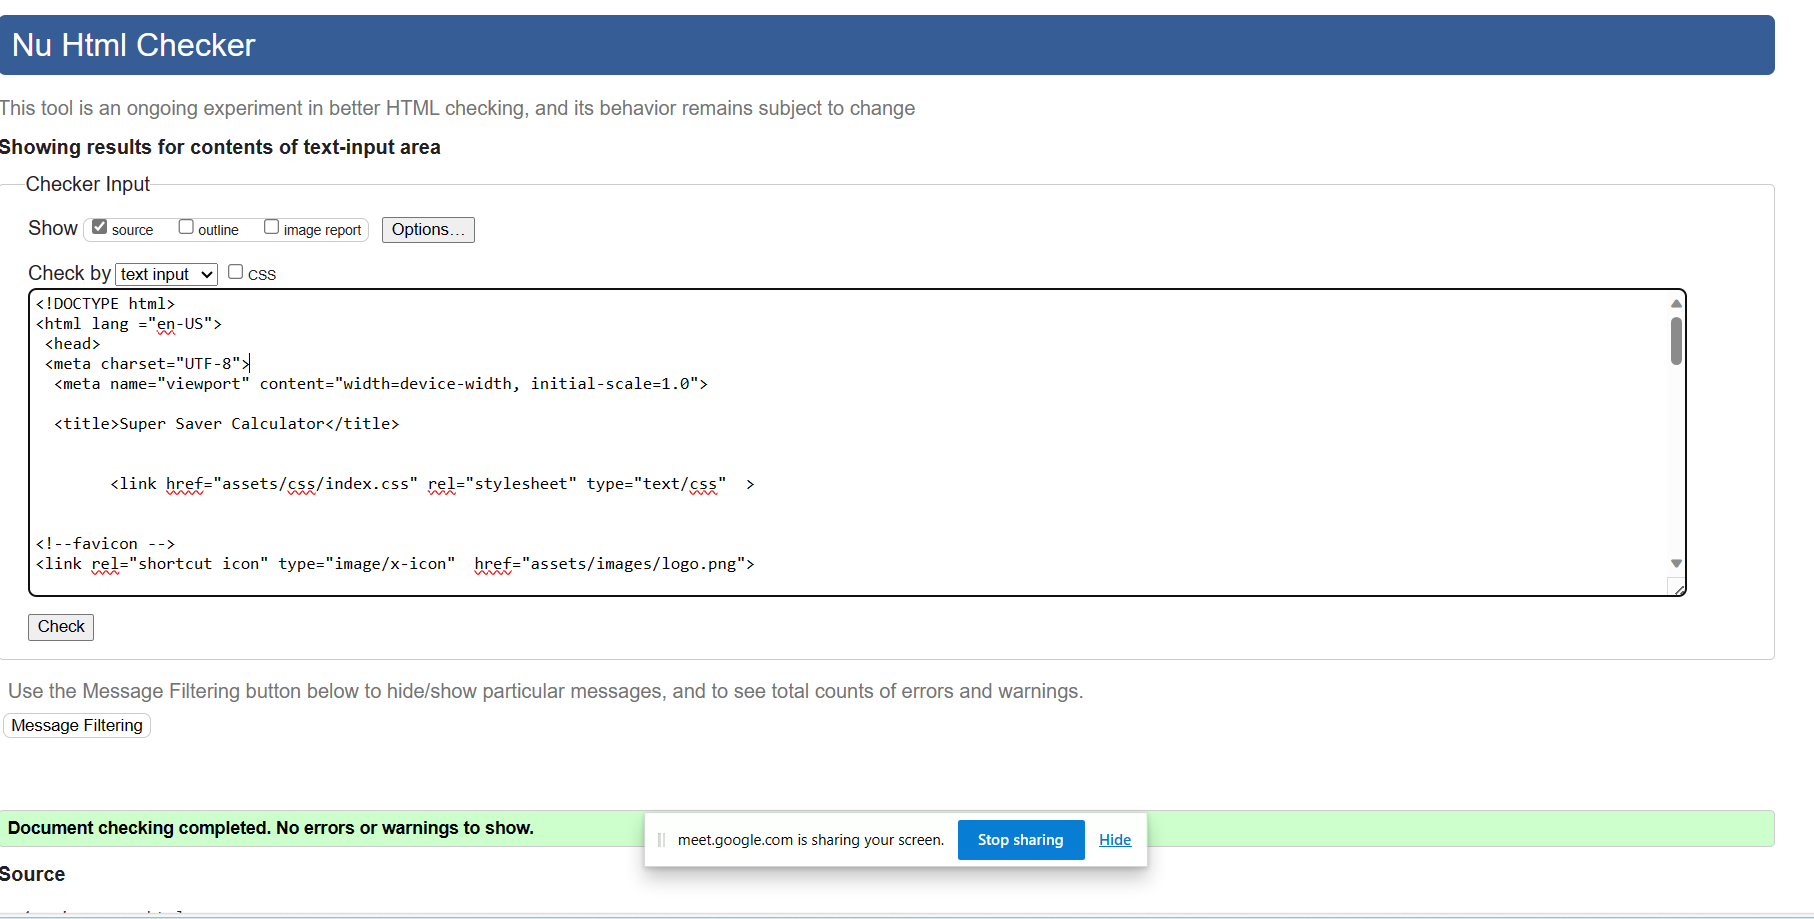 Nu Html Checker
This tool is an ongoing experiment in better HTML checking, and its behavior remains subject to change
Showing results for contents of text-input area
Checker Input
Show source outline image report Options...
Check by text input CSS
<!DOCTYPE html>
<html lang ="en-US">
<head>
<meta charset="UTF-8">
<meta name="viewport" content="width=device-width, initial-scale=1.0">
<title>Super Saver Calculator</title>
<link href="assets/css/index.css" rel="stylesheet" type="text/css"  >
<!--favicon -->
<link rel="shortcut icon" type="image/x-icon"  href="assets/images/logo.png">
Check
Use the Message Filtering button below to hide/show particular messages, and to see total counts of errors and warnings.
Message Filtering
Document checking completed. No errors or warnings to show.
meet.google.com is sharing your screen. Stop sharing Hide
Source